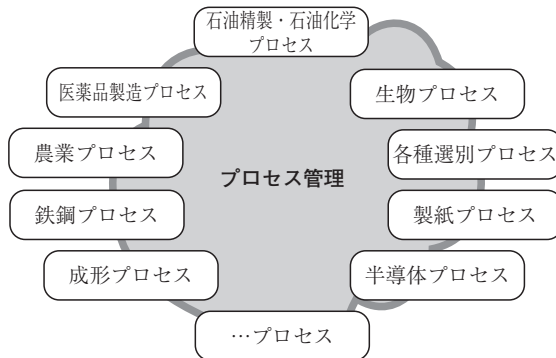 石油精製・石油化学
プロセス
医薬品製造プロセス
生物プロセス
農業プロセス
各種選別プロセス
プロセス管理
鉄鋼プロセス
製紙プロセス
成形プロセス
半導体プロセス
…プロセス